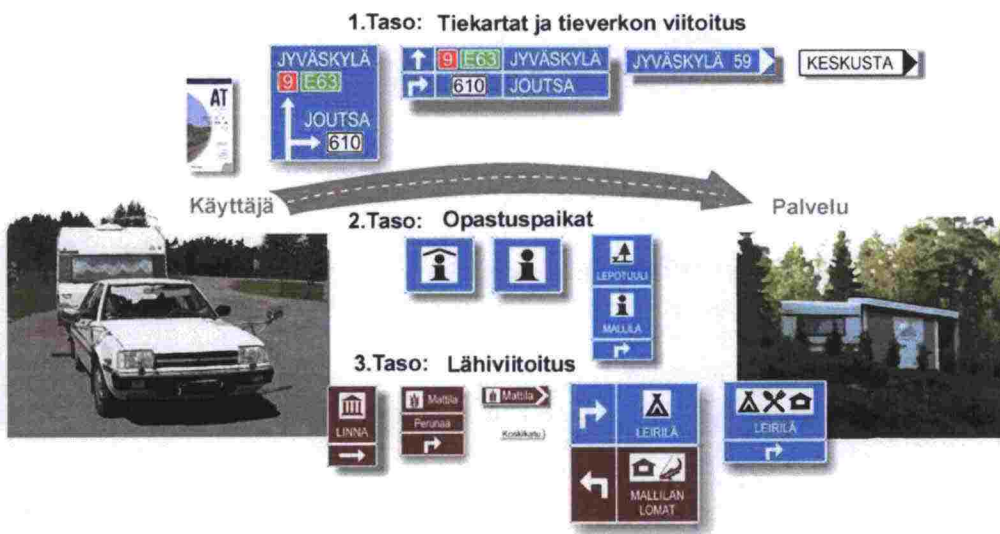 1.Taso: Tiekartat ja tieverkon viitoitus
AT
JYVÄSKYLÄ
9 E63
JOUTSA
610
9 E63 JYVÄSKYLÄ
610 JOUTSA
JYVÄSKYLÄ 59
KESKUSTA
Käyttäjä
Palvelu
2.Taso: Opastuspaikat
i
i
LEPOTUULI
i
MALLILA
3.Taso: Lähiviitoitus
LINNA
Mattila
Perunaa
Mattila
Koskikatu
LEIRILÄ
MALLILAN
LOMAT
LEIRILÄ